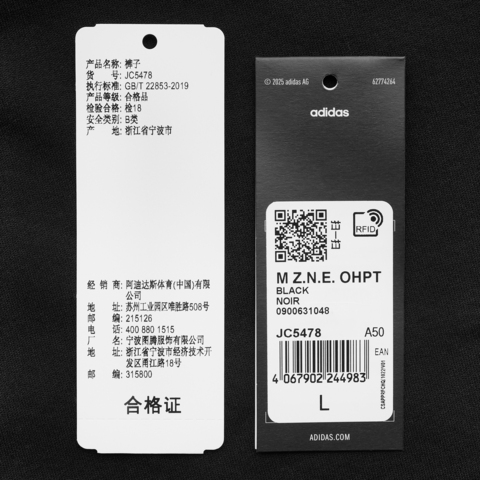 产品名称: 裤子
货 号: JC5478
执行标准: GB/T 22853-2019
产品等级: 合格品
检验合格: 检18
安全类别: B类
产 地: 浙江省宁波市
经 销 商: 阿迪达斯体育(中国)有限
公司
地 址: 苏州工业园区唯胜路508号
邮 编: 215126
电 话: 400 880 1515
厂 名: 宁波图腾服饰有限公司
地 址: 浙江省宁波市经济技术开
发区甬江路18号
邮 编: 315800
合格证
© 2025 adidas AG
62774264
adidas
RFID
M Z.N.E. OHPT
BLACK
NOIR
0900631048
JC5478 A50
EAN
4 067902 244983
L
ADIDAS.COM